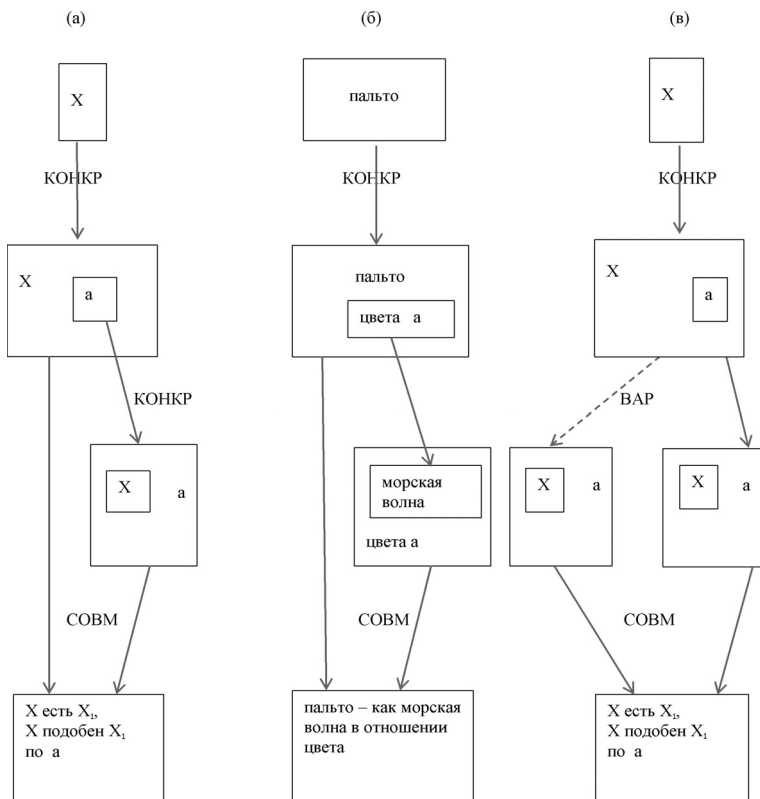 (а)
Х
КОНКР
Х
а
КОНКР
Х
а
СОВМ
Х есть Х₁,
Х подобен Х₁
по а
(б)
пальто
КОНКР
пальто
цвета а
морская
волна
цвета а
СОВМ
пальто – как морская
волна в отношении
цвета
(в)
Х
КОНКР
Х
а
ВАР
Х
а
Х
а
СОВМ
Х есть Х₁,
Х подобен Х₁
по а